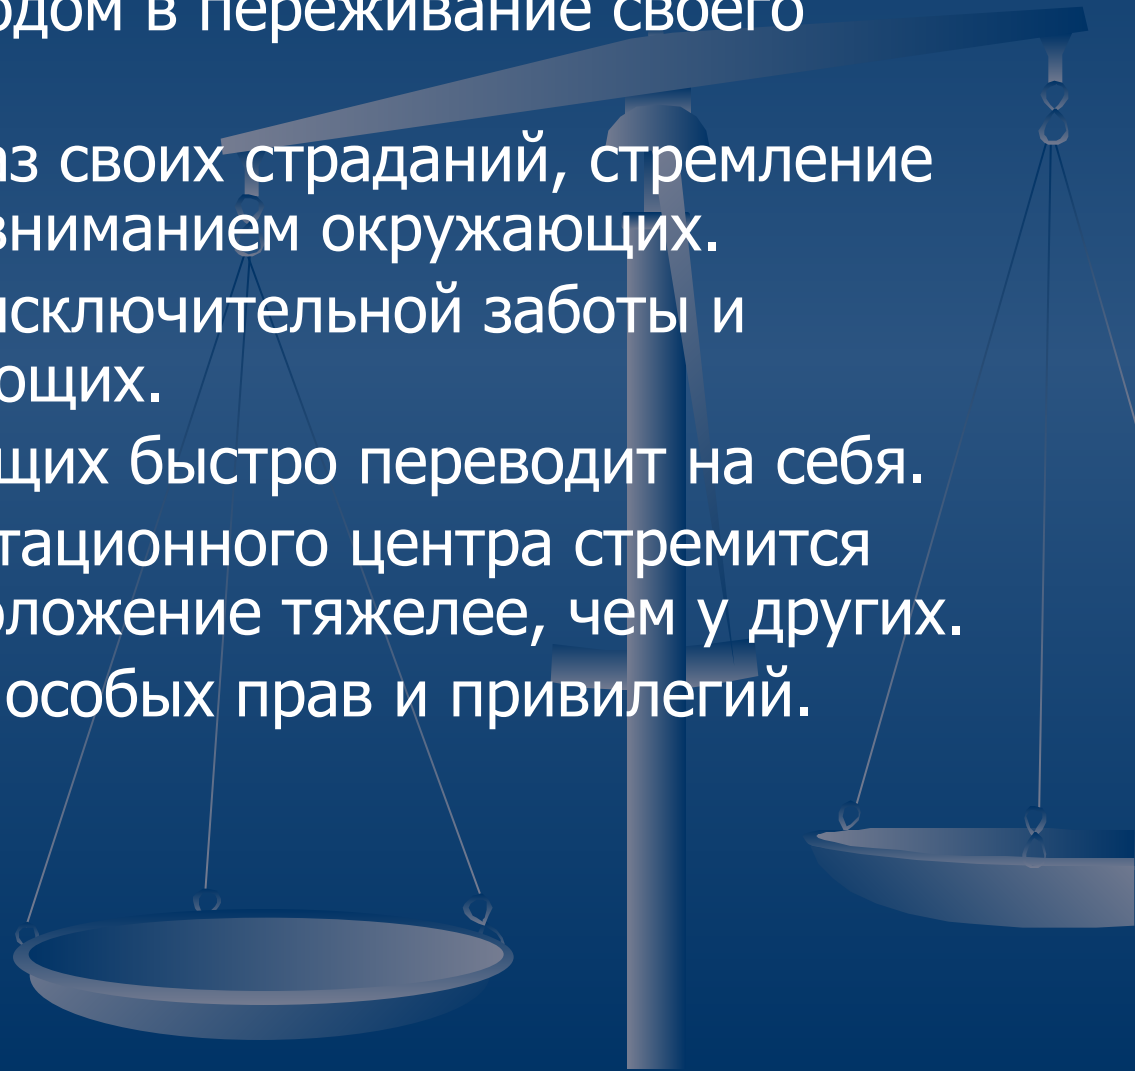 одом в переживание своего
аз своих страданий, стремление
вниманием окружающих.
исключительной заботы и
ющих.
щих быстро переводит на себя.
тационного центра стремится
оложение тяжелее, чем у других.
особых прав и привилегий.